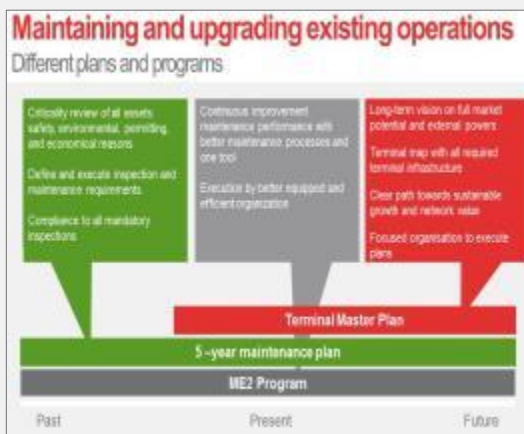 Maintaining and upgrading existing operations
Different plans and programs
Criticality review of all assets
safety, environmental, permitting,
and economical reasons
Define and execute inspection and
maintenance requirements.
Compliance to all mandatory
inspections
Continuous improvement
maintenance performance with
better maintenance processes and
one tool
Execution by better equipped and
efficient organization
Long-term vision on full market
potential and external powers
Terminal map with all required
terminal infrastructure
Clear path towards sustainable
growth and network value
Focused organisation to execute
plans
Terminal Master Plan
5 –year maintenance plan
ME2 Program
Past Present Future